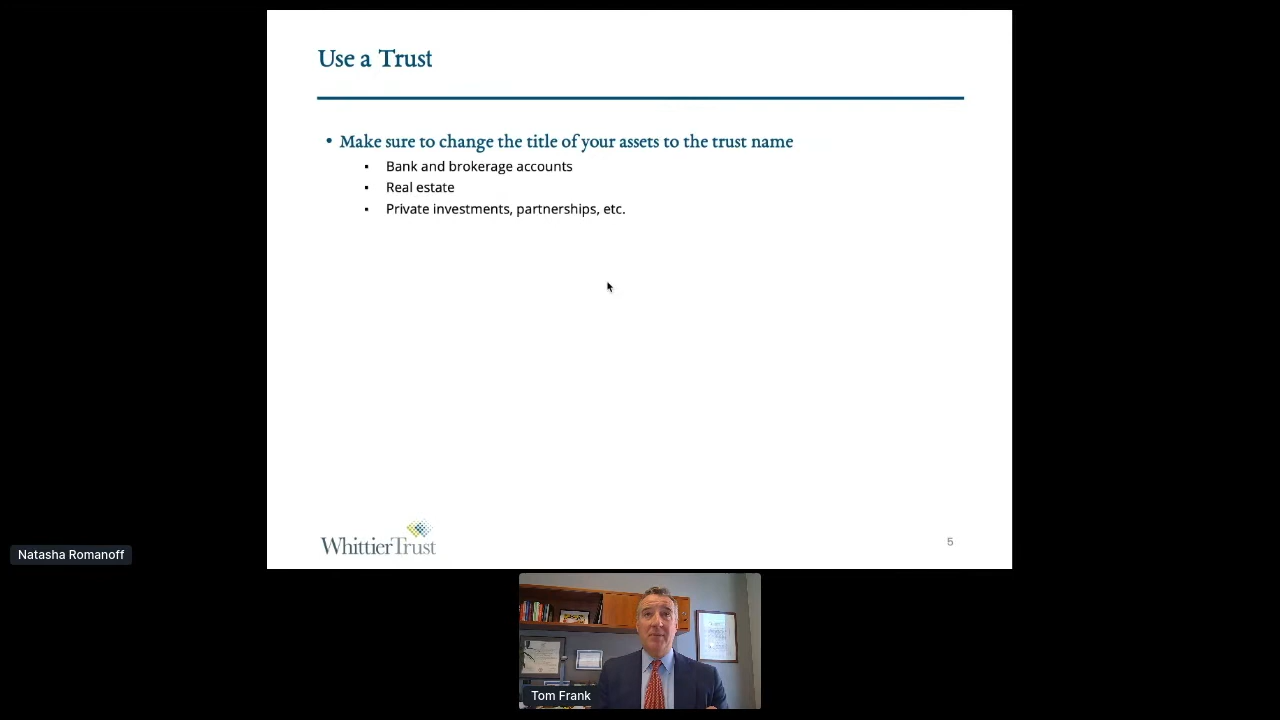 Use a Trust
• Make sure to change the title of your assets to the trust name
▪ Bank and brokerage accounts
▪ Real estate
▪ Private investments, partnerships, etc.
WhittierTrust
5
Natasha Romanoff
Tom Frank